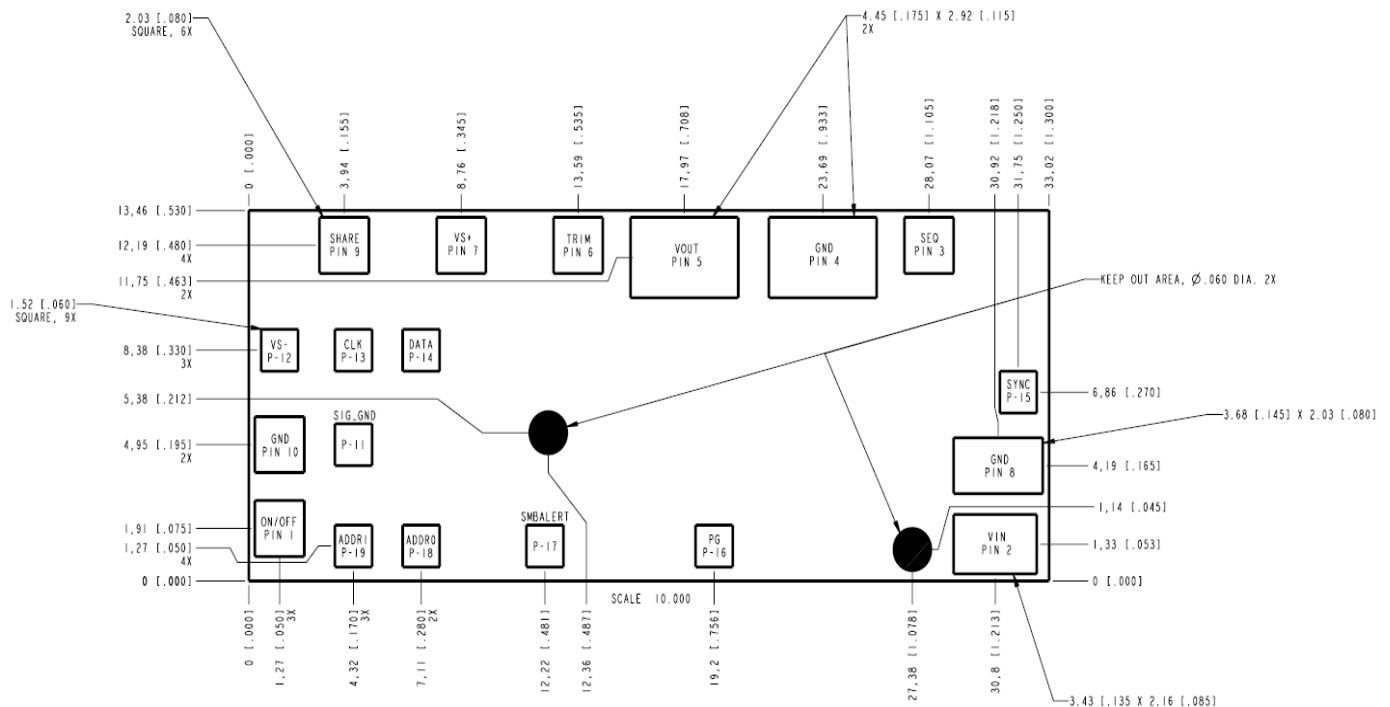 2.03 [.080]
SQUARE, 6X
4.45 [.175] X 2.92 [.115]
2X
0 [.000]
3,94 [.155]
8,76 [.345]
13,59 [.535]
17,97 [.708]
23,69 [.933]
28,07 [1.105]
30,92 [1.218]
31,75 [1.250]
33,02 [1.300]
13,46 [.530]
12,19 [.480]
4X
11,75 [.463]
2X
SHARE
PIN 9
VS+
PIN 7
TRIM
PIN 6
VOUT
PIN 5
GND
PIN 4
SEQ
PIN 3
KEEP OUT AREA, Ø.060 DIA. 2X
1.52 [.060]
SQUARE, 9X
8,38 [.330]
3X
VS-
P-12
CLK
P-13
DATA
P-14
SYNC
P-15
6,86 [.270]
5,38 [.212]
SIG_GND
P-11
3.68 [.145] X 2.03 [.080]
4,95 [.195]
2X
GND
PIN 10
GND
PIN 8
4,19 [.165]
1,14 [.045]
1,91 [.075]
1,27 [.050]
4X
0 [.000]
ON/OFF
PIN 1
ADDR1
P-19
ADDR0
P-18
SMBALERT
P-17
PG
P-16
VIN
PIN 2
1,33 [.053]
0 [.000]
SCALE 10.000
0 [.000]
1,27 [.050]
3X
4,32 [.170]
3X
7,11 [.280]
2X
12,22 [.481]
12,36 [.487]
19,2 [.756]
27,38 [1.078]
30,8 [1.213]
3.43 [.135 X 2.16 [.085]